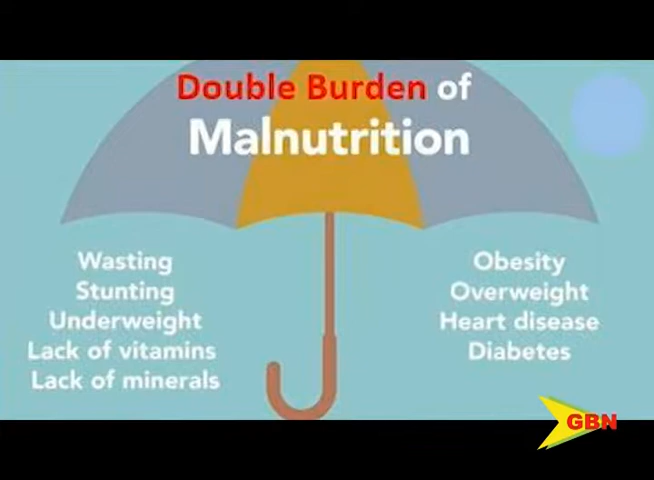 Double Burden of
Malnutrition
Wasting
Stunting
Underweight
Lack of vitamins
Lack of minerals
Obesity
Overweight
Heart disease
Diabetes
GBN